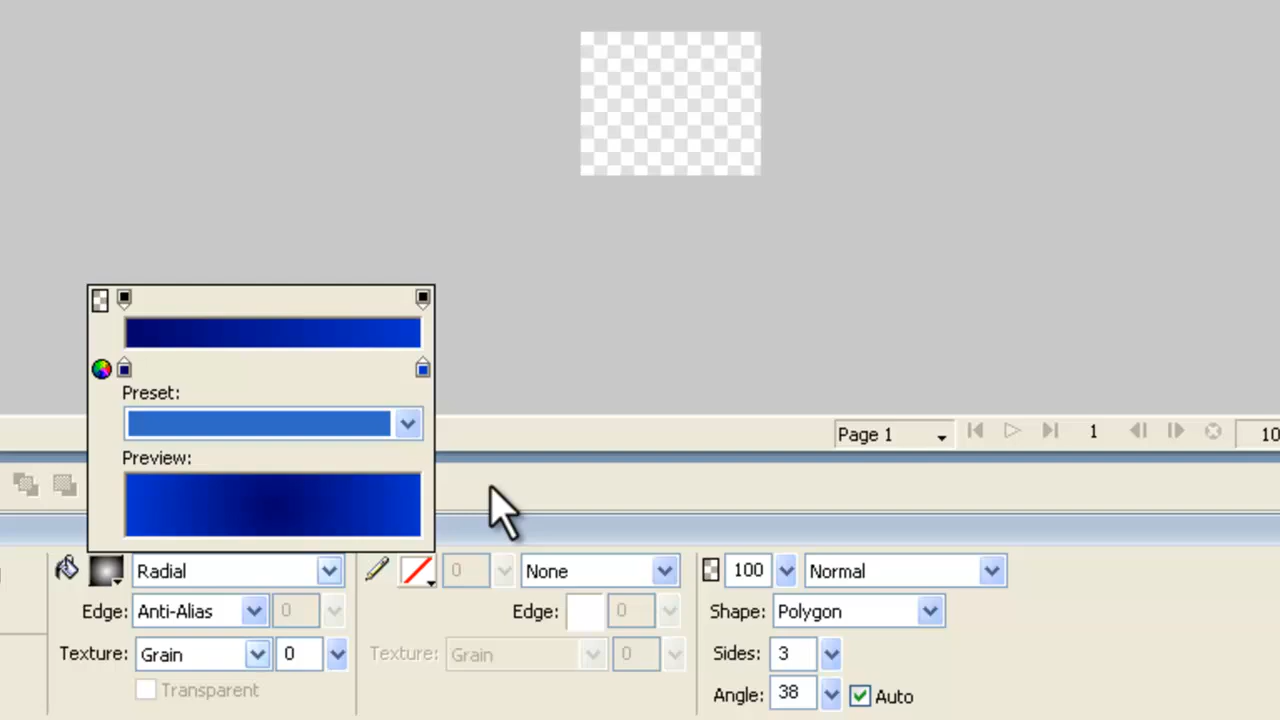 Preset:
Preview:
Page 1
1
Radial
0
None
100
Normal
Edge:
Anti-Alias
0
Edge:
0
Shape:
Polygon
Texture:
Grain
0
Texture:
Grain
0
Sides:
3
Transparent
Angle:
38
Auto